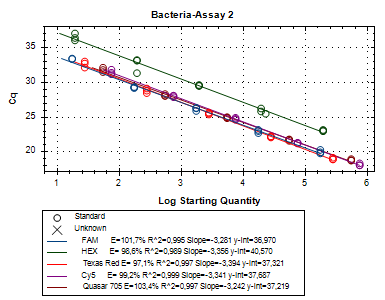 Bacteria-Assay 2
35
30
25
20
Cq
1 2 3 4 5 6
Log Starting Quantity
Standard
Unknown
FAM E=101,7% R^2=0,995 Slope=-3,281 y-int=36,970
HEX E= 98,6% R^2=0,989 Slope=-3,356 y-int=40,570
Texas Red E= 97,1% R^2=0,997 Slope=-3,394 y-int=37,321
Cy5 E= 99,2% R^2=0,999 Slope=-3,341 y-int=37,687
Quasar 705 E=103,4% R^2=0,997 Slope=-3,242 y-int=37,219